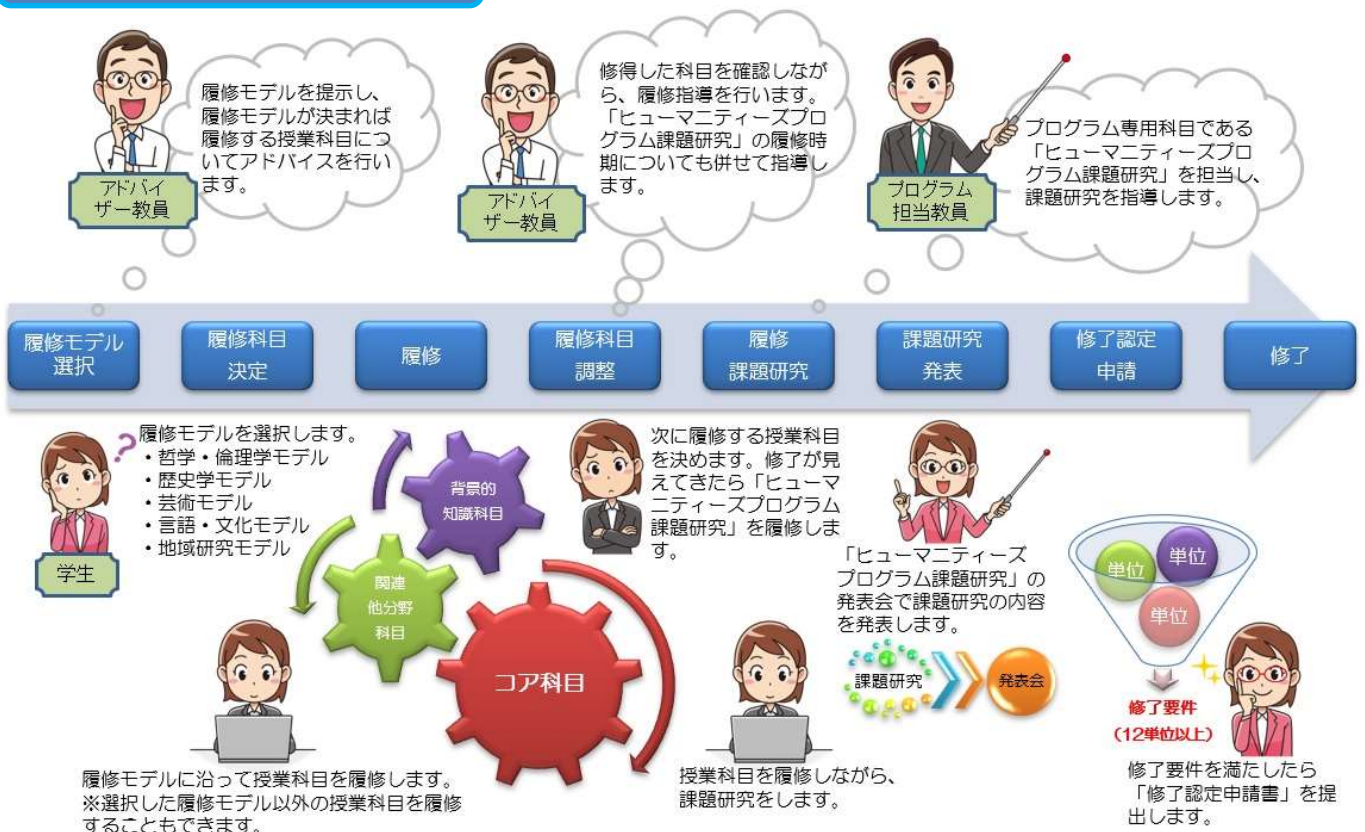 履修モデルを提示し、
履修モデルが決まれば
履修する授業科目につ
いてアドバイスを行い
ます。
アドバイ
ザー教員
修得した科目を確認しなが
ら、履修指導を行います。
「ヒューマニティーズプロ
グラム課題研究」の履修時
期についても併せて指導し
ます。
アドバイ
ザー教員
プログラム専用科目である
「ヒューマニティーズプロ
グラム課題研究」を担当し、
課題研究を指導します。
プログラム
担当教員
履修モデル
選択
履修科目
決定
履修
履修科目
調整
履修
課題研究
課題研究
発表
修了認定
申請
修了
履修モデルを選択します。
・哲学・倫理学モデル
・歴史学モデル
・芸術モデル
・言語・文化モデル
・地域研究モデル
学生
背景的
知識科目
関連
他分野
科目
コア科目
履修モデルに沿って授業科目を履修します。
※選択した履修モデル以外の授業科目を履修
することもできます。
次に履修する授業科目
を決めます。修了が見
えてきたら「ヒューマ
ニティーズプログラム
課題研究」を履修しま
す。
授業科目を履修しながら、
課題研究をします。
「ヒューマニティーズ
プログラム課題研究」の
発表会で課題研究の内容
を発表します。
課題研究
発表会
単位
単位
単位
修了要件
(12単位以上)
修了要件を満たしたら
「修了認定申請書」を提
出します。